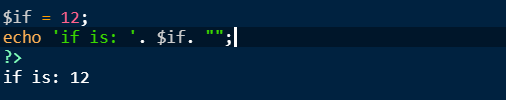 $if = 12;
echo 'if is: '. $if. "";
?>
if is: 12